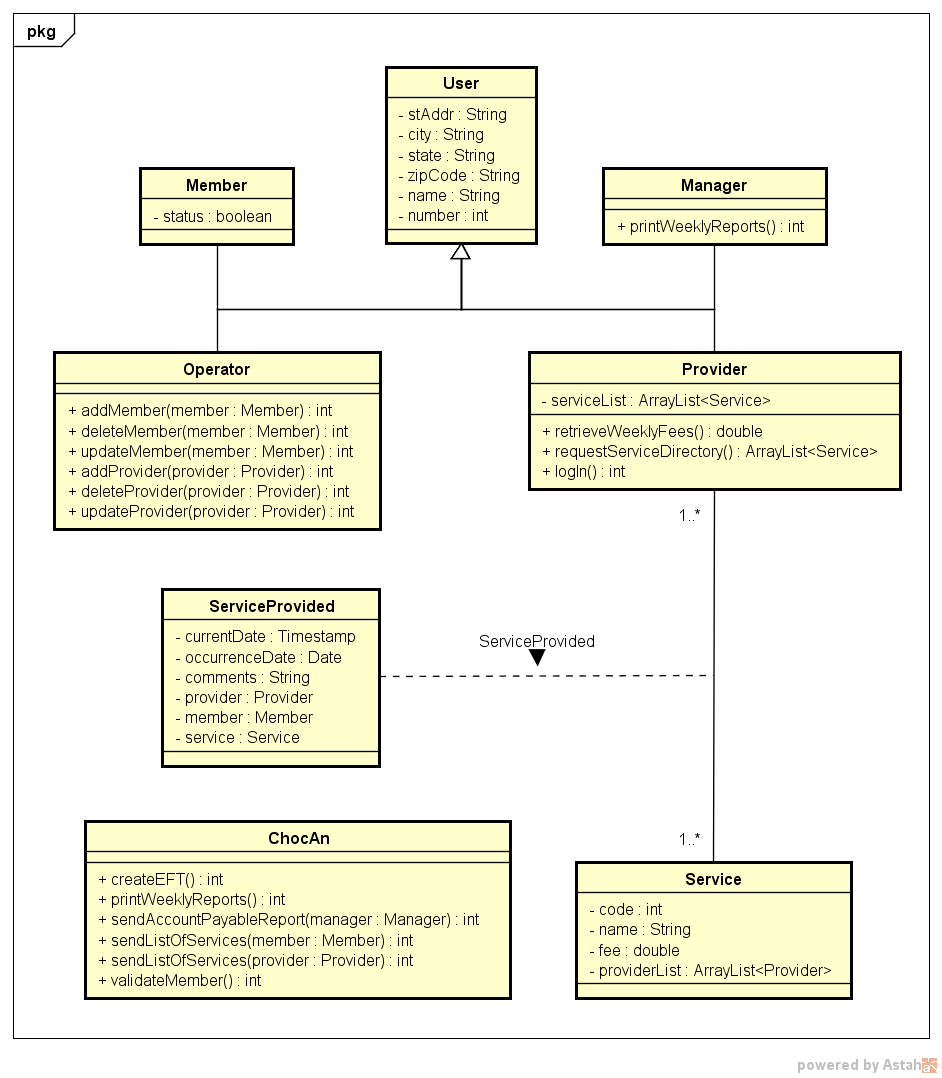 pkg
User
- stAddr : String
- city : String
- state : String
- zipCode : String
- name : String
- number : int
Member
- status : boolean
Manager
+ printWeeklyReports() : int
Operator
+ addMember(member : Member) : int
+ deleteMember(member : Member) : int
+ updateMember(member : Member) : int
+ addProvider(provider : Provider) : int
+ deleteProvider(provider : Provider) : int
+ updateProvider(provider : Provider) : int
Provider
- serviceList : ArrayList<Service>
+ retrieveWeeklyFees() : double
+ requestServiceDirectory() : ArrayList<Service>
+ logIn() : int
1..*
ServiceProvided
- currentDate : Timestamp
- occurrenceDate : Date
- comments : String
- provider : Provider
- member : Member
- service : Service
ServiceProvided
1..*
ChocAn
+ createEFT() : int
+ printWeeklyReports() : int
+ sendAccountPayableReport(manager : Manager) : int
+ sendListOfServices(member : Member) : int
+ sendListOfServices(provider : Provider) : int
+ validateMember() : int
Service
- code : int
- name : String
- fee : double
- providerList : ArrayList<Provider>
powered by Astah